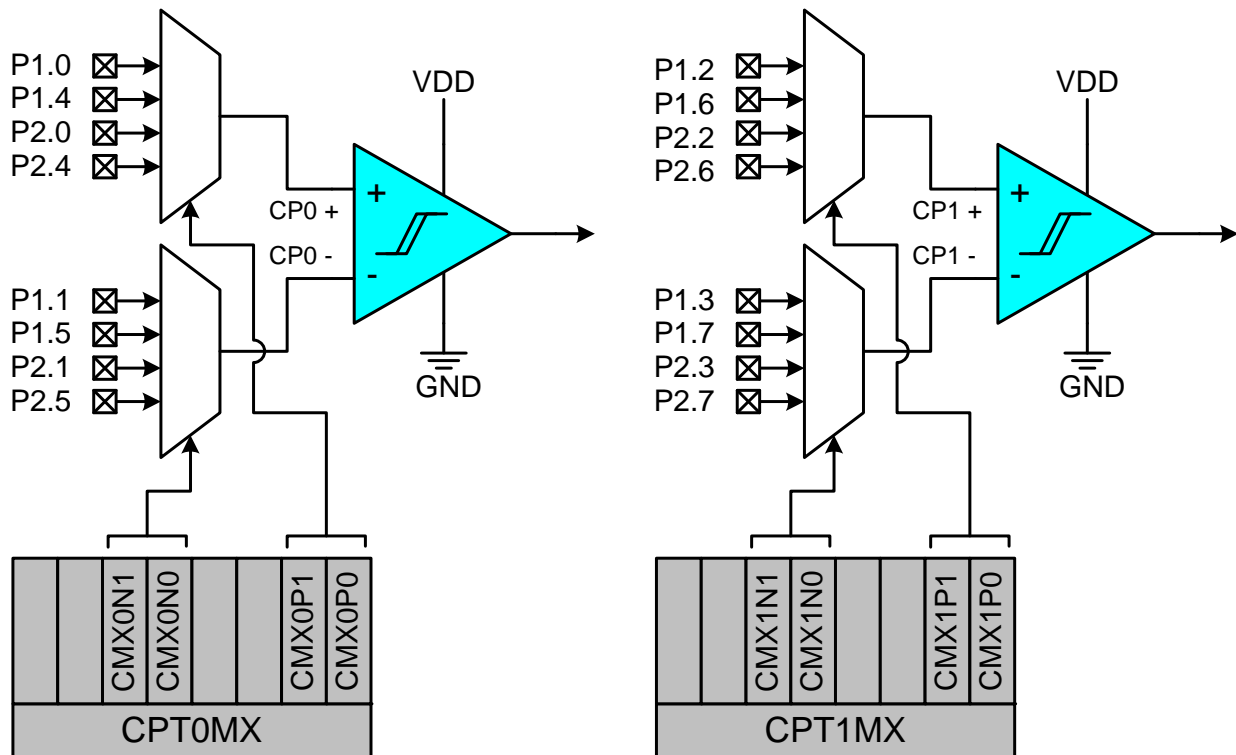 P1.0
P1.4
P2.0
P2.4
VDD
+
CP0 +
CP0 -
-
P1.1
P1.5
P2.1
P2.5
GND
CMX0N1
CMX0N0
CMX0P1
CMX0P0
CPT0MX
P1.2
P1.6
P2.2
P2.6
VDD
+
CP1 +
CP1 -
-
P1.3
P1.7
P2.3
P2.7
GND
CMX1N1
CMX1N0
CMX1P1
CMX1P0
CPT1MX